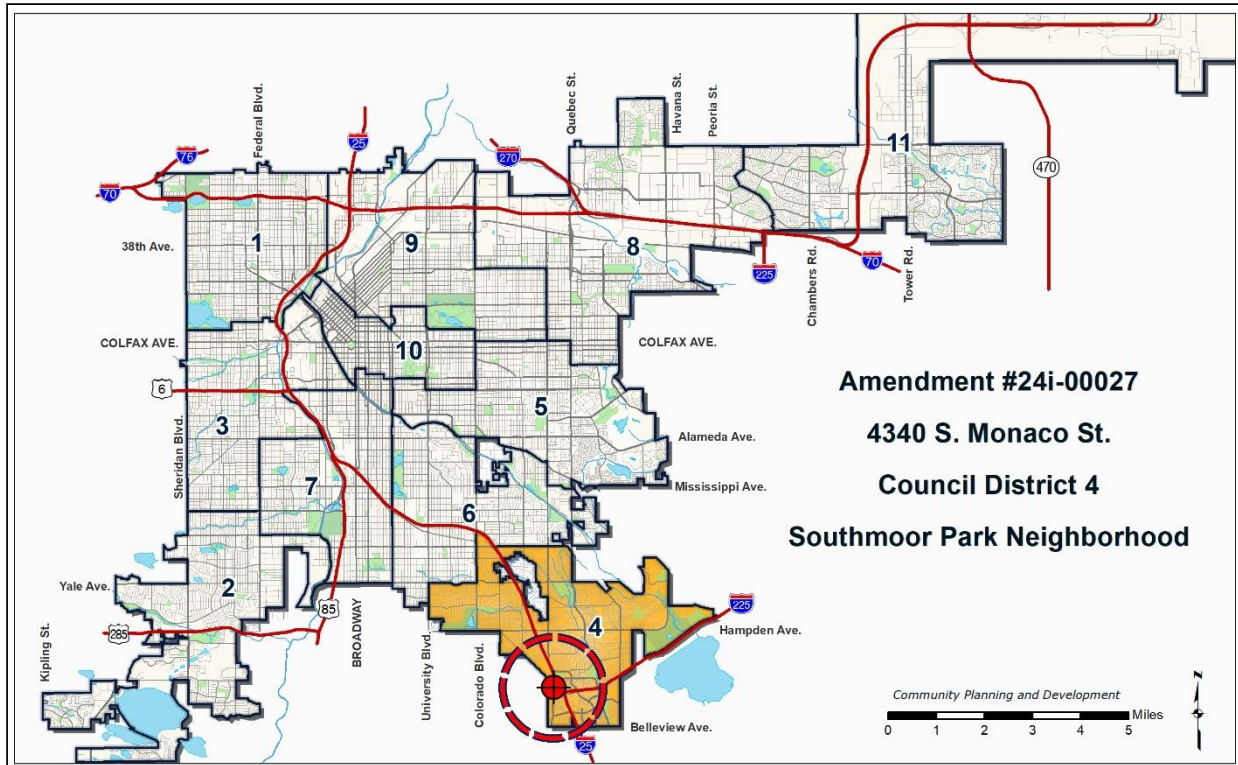 Federal Blvd.
Quebec St.
Havana St.
Peoria St.
76
25
270
11
70
470
38th Ave.
1
9
8
225
70
Chambers Rd.
Tower Rd.
COLFAX AVE.
10
COLFAX AVE.
6
Amendment #24i-00027
3
5
4340 S. Monaco St.
Sheridan Blvd.
Alameda Ave.
7
Mississippi Ave.
Council District 4
6
Southmoor Park Neighborhood
Yale Ave.
2
85
BROADWAY
University Blvd.
Colorado Blvd.
4
225
Hampden Ave.
285
Kipling St.
Belleview Ave.
25
Community Planning and Development
Miles
0 1 2 3 4 5
z